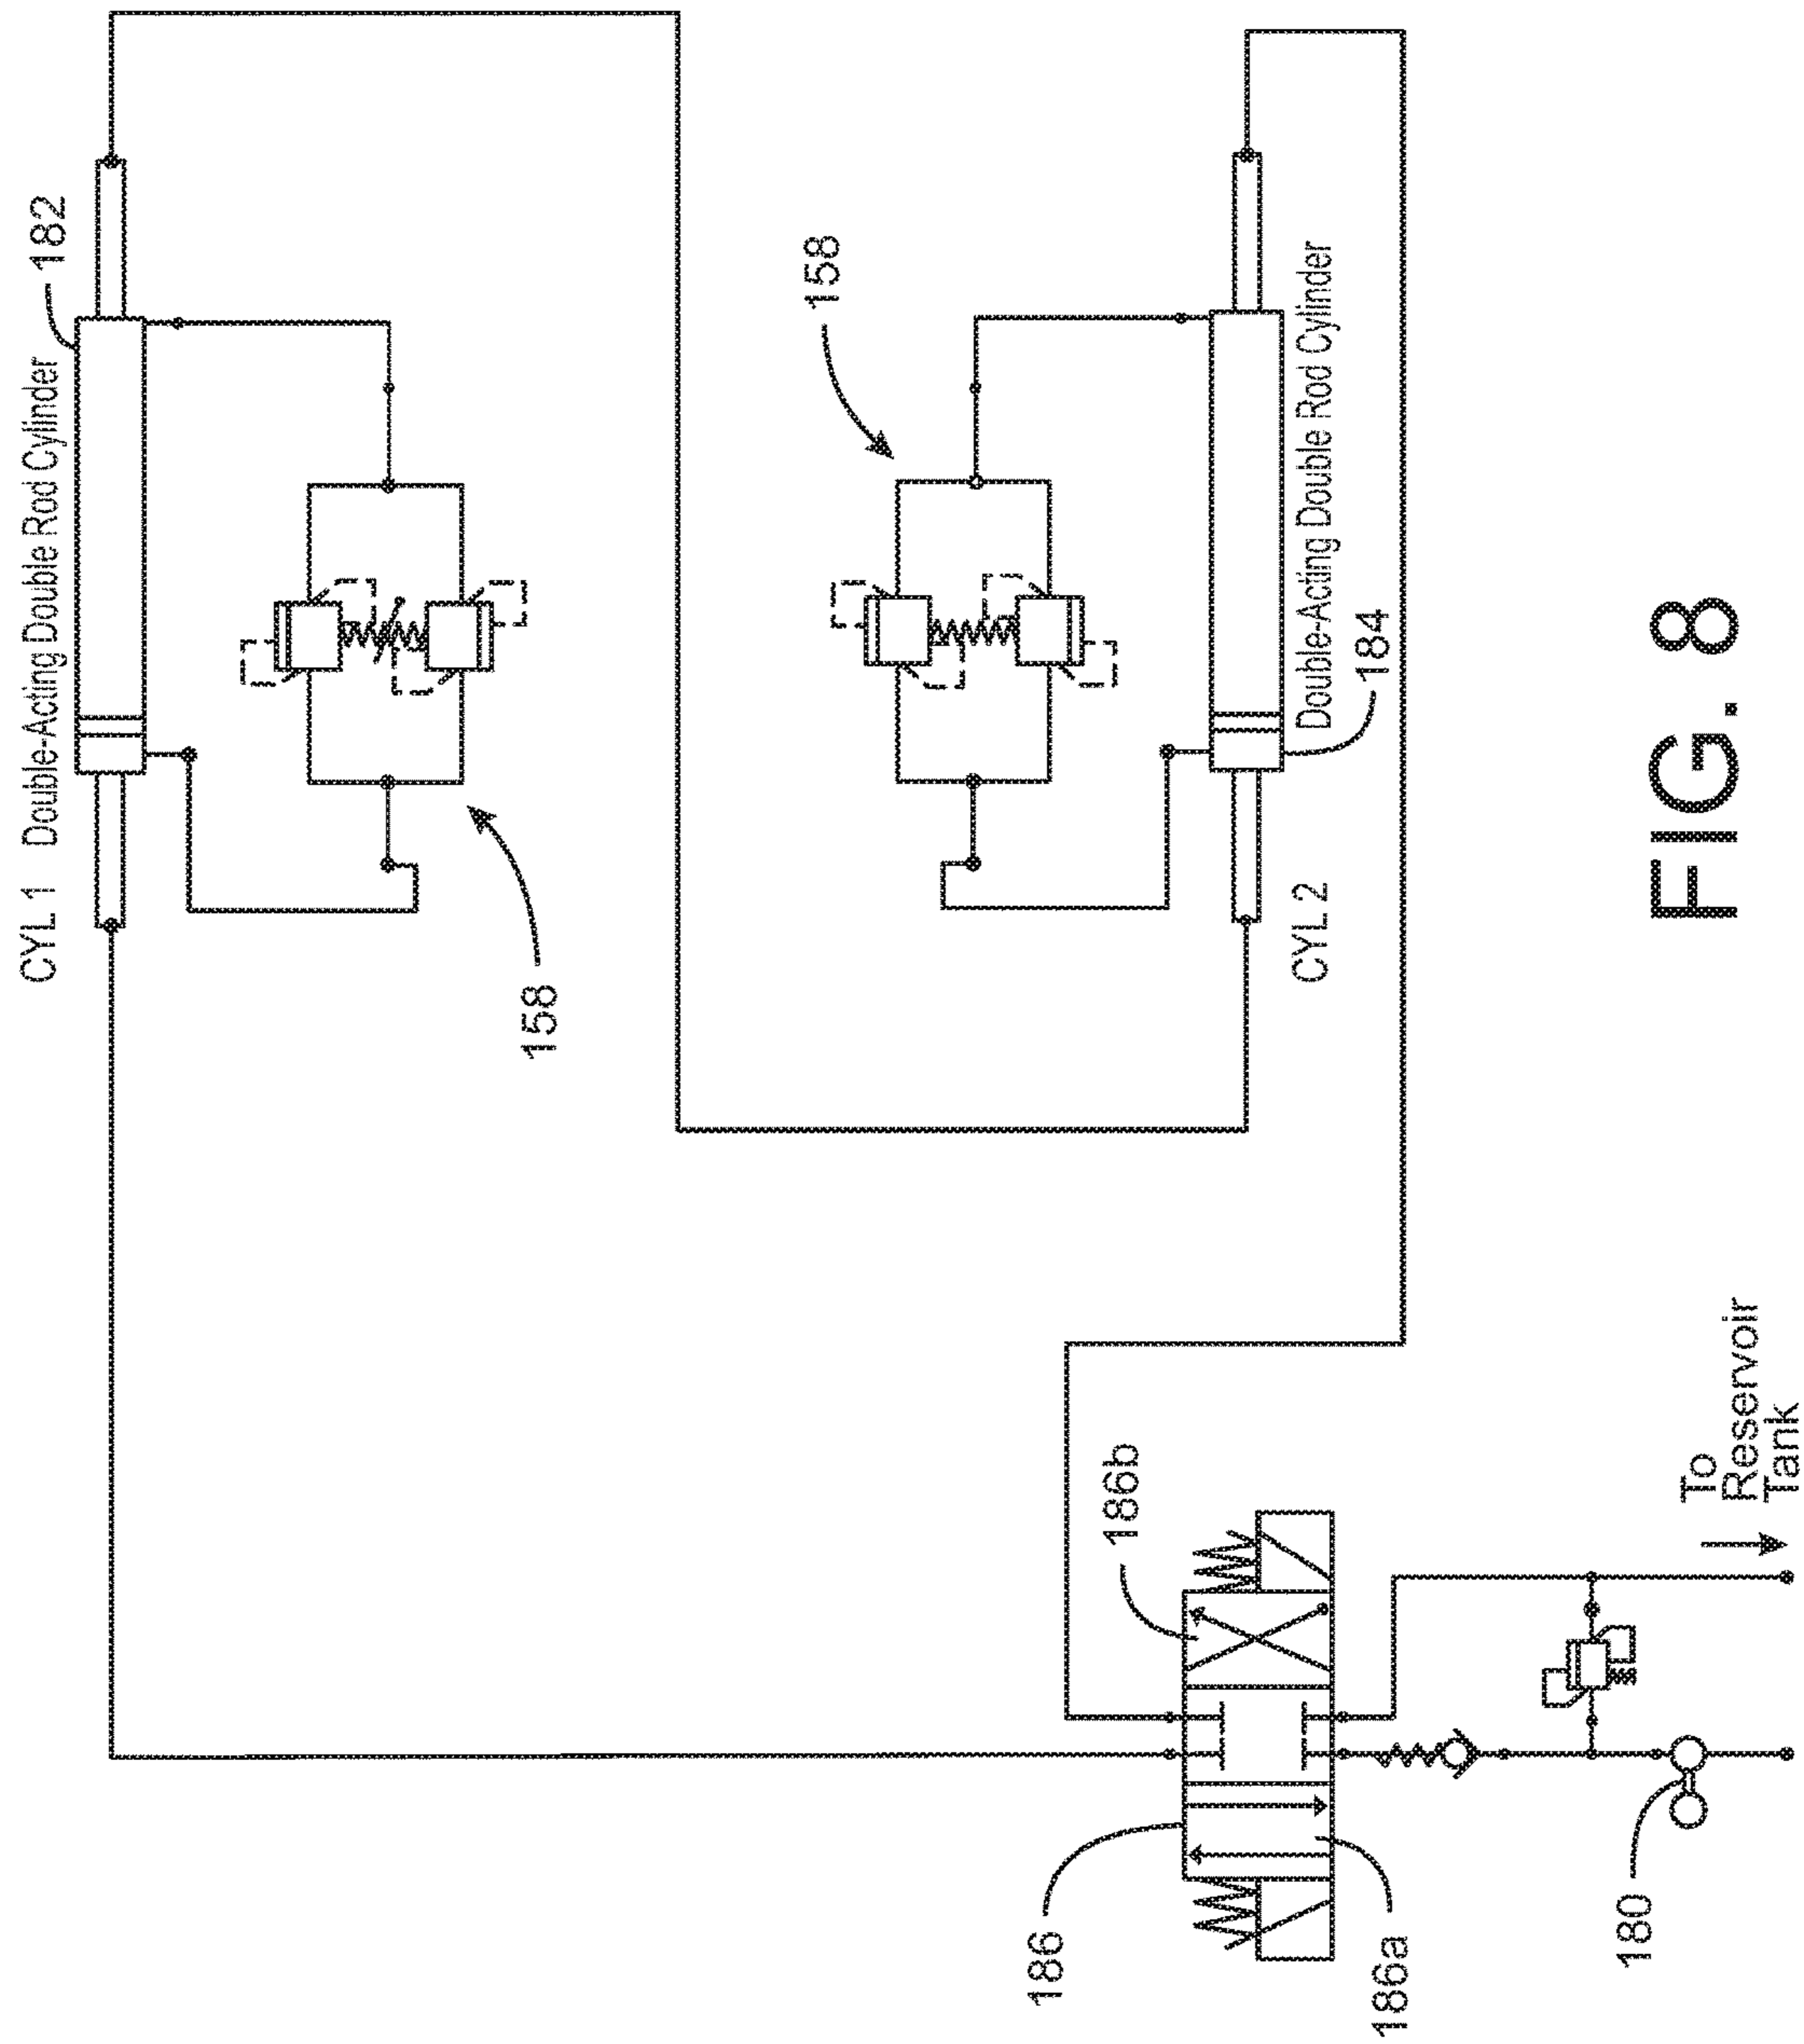 CYL 1 Double-Acting Double Rod Cylinder
182
158
158
Double-Acting Double Rod Cylinder
CYL 2
184
186
186a
186b
180
To
Reservoir
Tank
FIG. 8